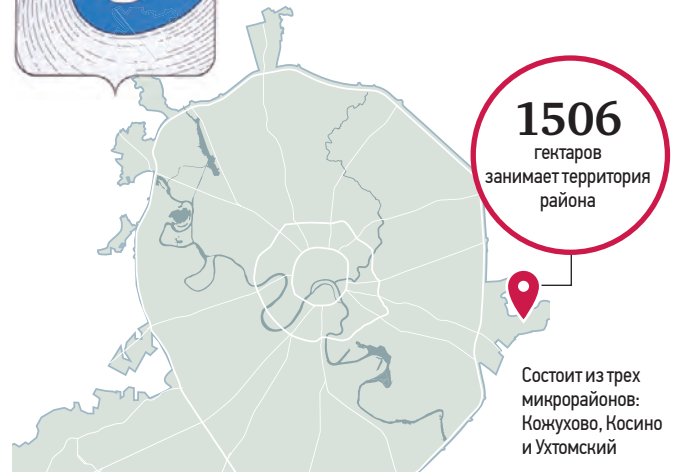 1506
гектаров
занимает территория
района
Состоит из трех
микрорайонов:
Кожухово, Косино
и Ухтомский